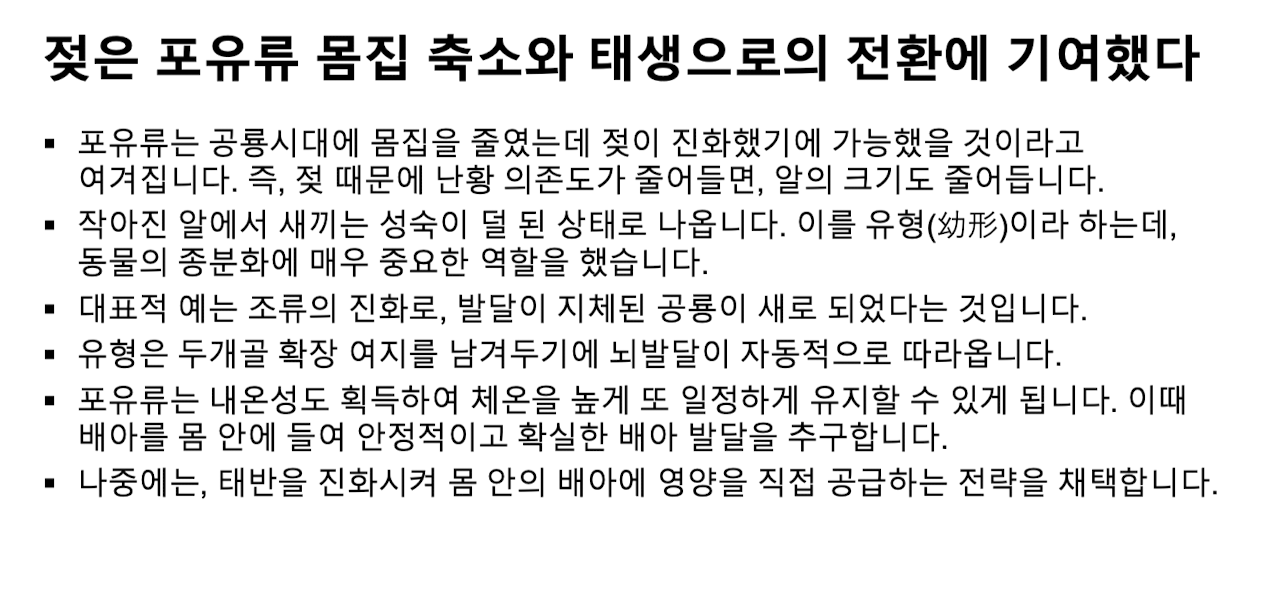 젖은 포유류 몸집 축소와 태생으로의 전환에 기여했다
▪ 포유류는 공룡시대에 몸집을 줄였는데 젖이 진화했기에 가능했을 것이라고
여겨집니다. 즉, 젖 때문에 난황 의존도가 줄어들면, 알의 크기도 줄어듭니다.
▪ 작아진 알에서 새끼는 성숙이 덜 된 상태로 나옵니다. 이를 유형(幼形)이라 하는데,
동물의 종분화에 매우 중요한 역할을 했습니다.
▪ 대표적 예는 조류의 진화로, 발달이 지체된 공룡이 새로 되었다는 것입니다.
▪ 유형은 두개골 확장 여지를 남겨두기에 뇌발달이 자동적으로 따라옵니다.
▪ 포유류는 내온성도 획득하여 체온을 높게 또 일정하게 유지할 수 있게 됩니다. 이때
배아를 몸 안에 들여 안정적이고 확실한 배아 발달을 추구합니다.
▪ 나중에는, 태반을 진화시켜 몸 안의 배아에 영양을 직접 공급하는 전략을 채택합니다.